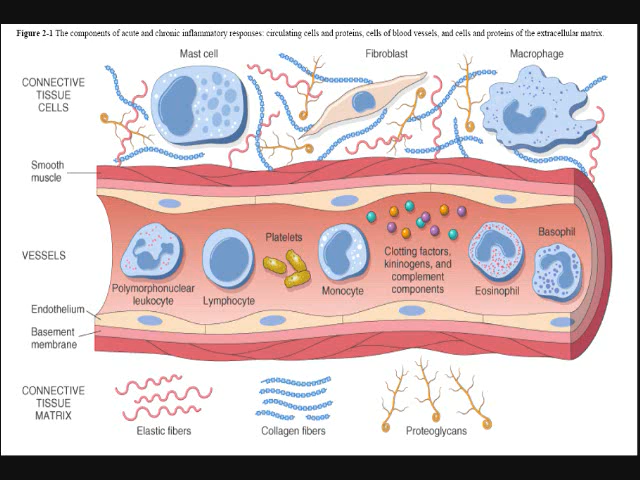 Figure 2-1 The components of acute and chronic inflammatory responses: circulating cells and proteins, cells of blood vessels, and cells and proteins of the extracellular matrix.
Mast cell
Fibroblast
Macrophage
CONNECTIVE
TISSUE
CELLS
Smooth
muscle
VESSELS
Polymorphonuclear
leukocyte
Lymphocyte
Platelets
Monocyte
Clotting factors,
kininogens, and
complement
components
Eosinophil
Basophil
Endothelium
Basement
membrane
CONNECTIVE
TISSUE
MATRIX
Elastic fibers
Collagen fibers
Proteoglycans